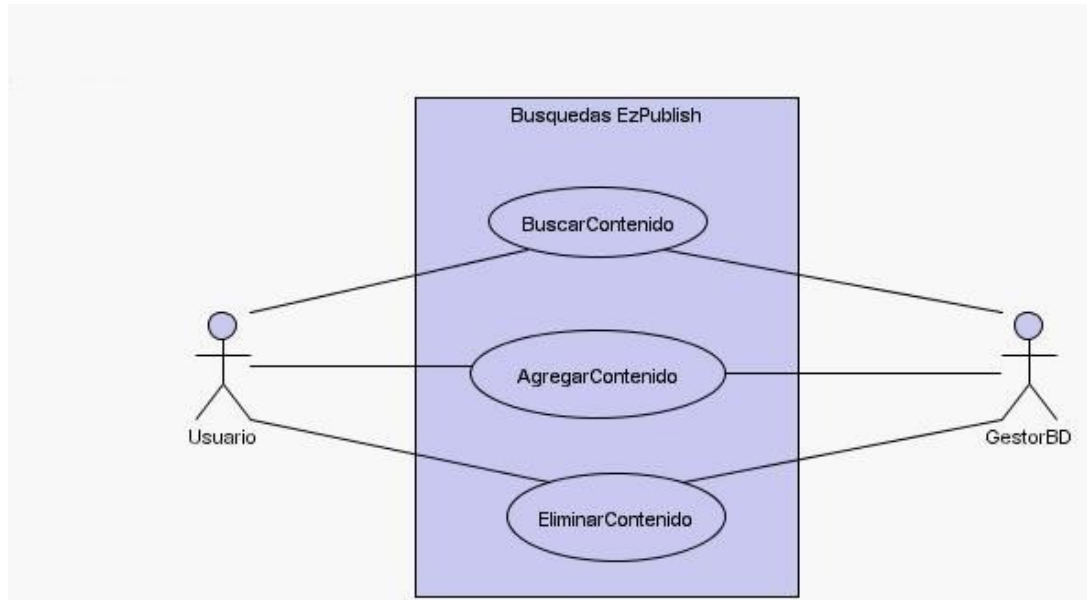 Busquedas EzPublish
BuscarContenido
AgregarContenido
Usuario
GestorBD
EliminarContenido